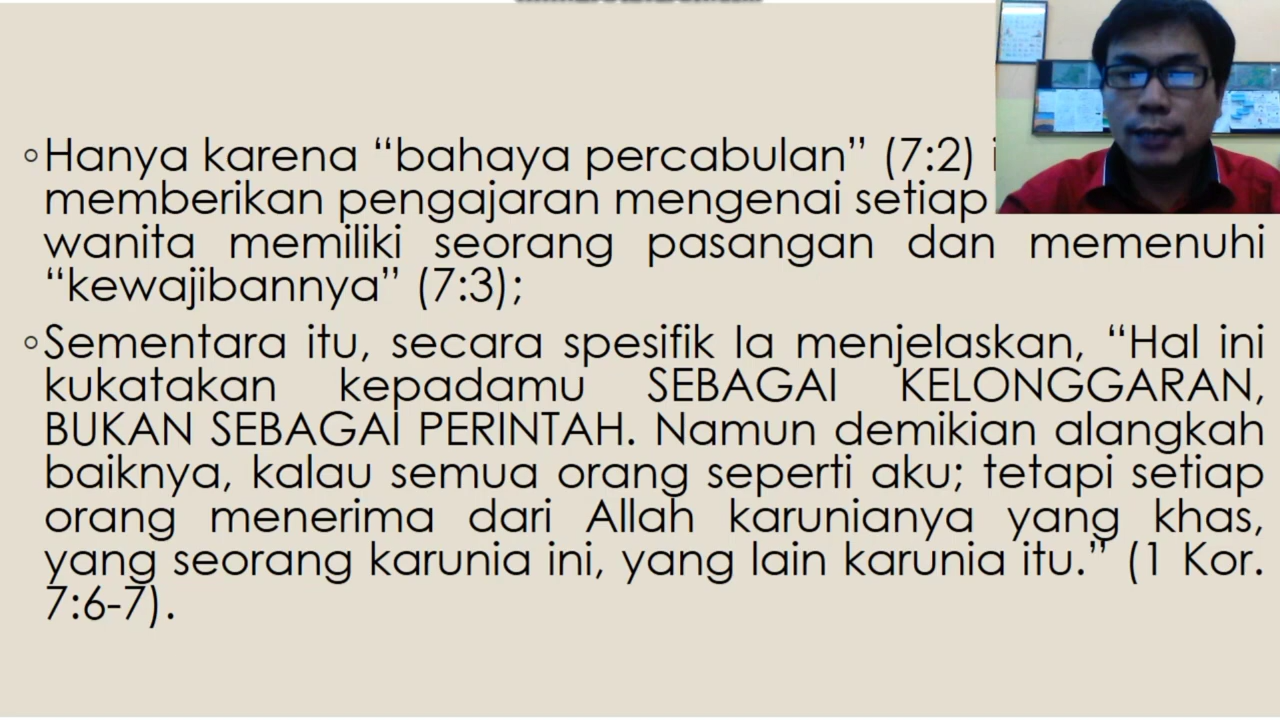 ◦Hanya karena “bahaya percabulan” (7:2)
memberikan pengajaran mengenai setiap
wanita memiliki seorang pasangan dan memenuhi
“kewajibannya” (7:3);
◦Sementara itu, secara spesifik Ia menjelaskan, “Hal ini
kukatakan kepadamu SEBAGAI KELONGGARAN,
BUKAN SEBAGAI PERINTAH. Namun demikian alangkah
baiknya, kalau semua orang seperti aku; tetapi setiap
orang menerima dari Allah karunianya yang khas,
yang seorang karunia ini, yang lain karunia itu.” (1 Kor.
7:6-7).